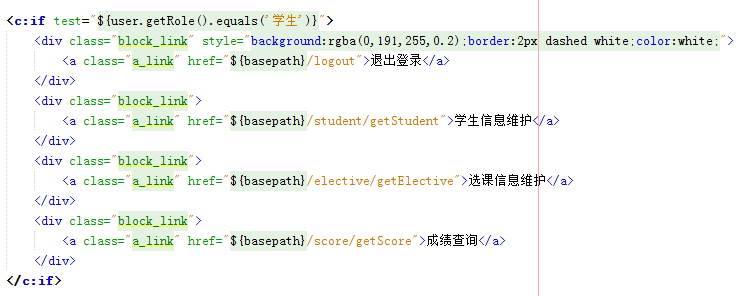 <c:if test="${user.getRole().equals('学生')}">
<div class="block_link" style="background:rgba(0,191,255,0.2);border:2px dashed white;color:white;">
<a class="a_link" href="${basepath}/logout">退出登录</a>
</div>
<div class="block_link">
<a class="a_link" href="${basepath}/student/getStudent">学生信息维护</a>
</div>
<div class="block_link">
<a class="a_link" href="${basepath}/elective/getElective">选课信息维护</a>
</div>
<div class="block_link">
<a class="a_link" href="${basepath}/score/getScore">成绩查询</a>
</div>
</c:if>